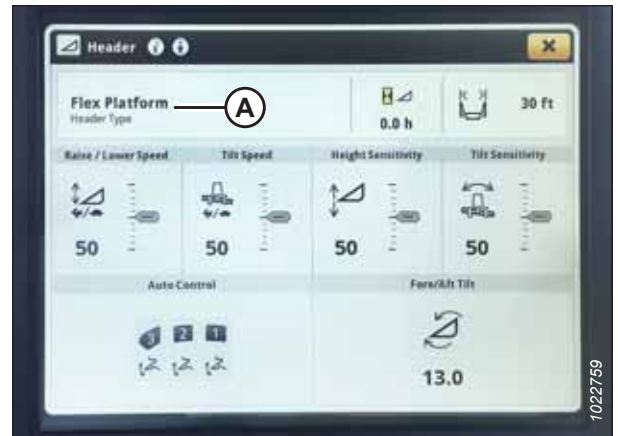 Header
Flex Platform
Header Type
A
0.0 h
30 ft
Raise / Lower Speed
Tilt Speed
Height Sensitivity
Tilt Sensitivity
50
50
50
50
Auto Control
Fore/Aft Tilt
3 2 1
13.0
1022759